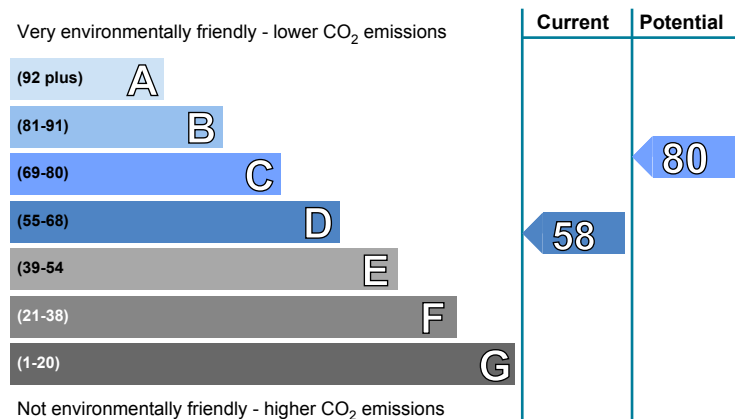 Very environmentally friendly - lower CO₂ emissions
Current
Potential
(92 plus) A
(81-91) B
(69-80) C
80
(55-68) D
58
(39-54 E
(21-38) F
(1-20) G
Not environmentally friendly - higher CO₂ emissions